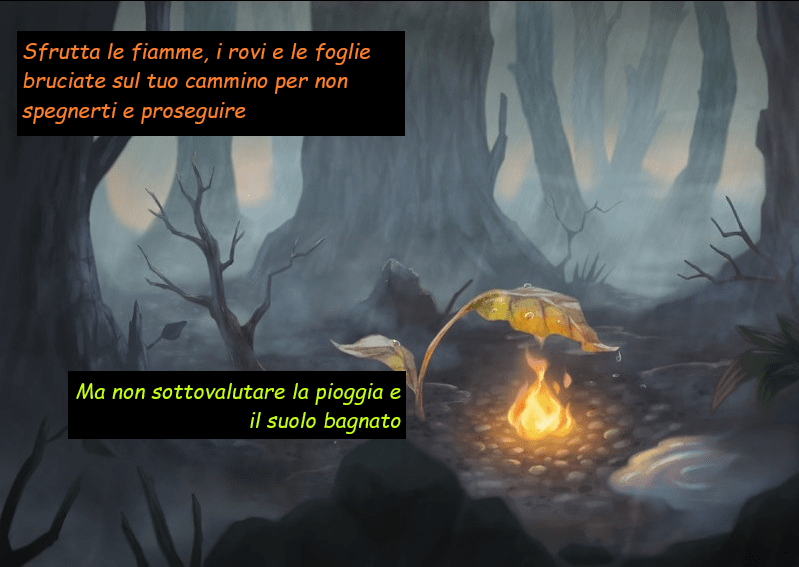 Sfrutta le fiamme, i rovi e le foglie
bruciate sul tuo cammino per non
spegnerti e proseguire
Ma non sottovalutare la pioggia e
il suolo bagnato